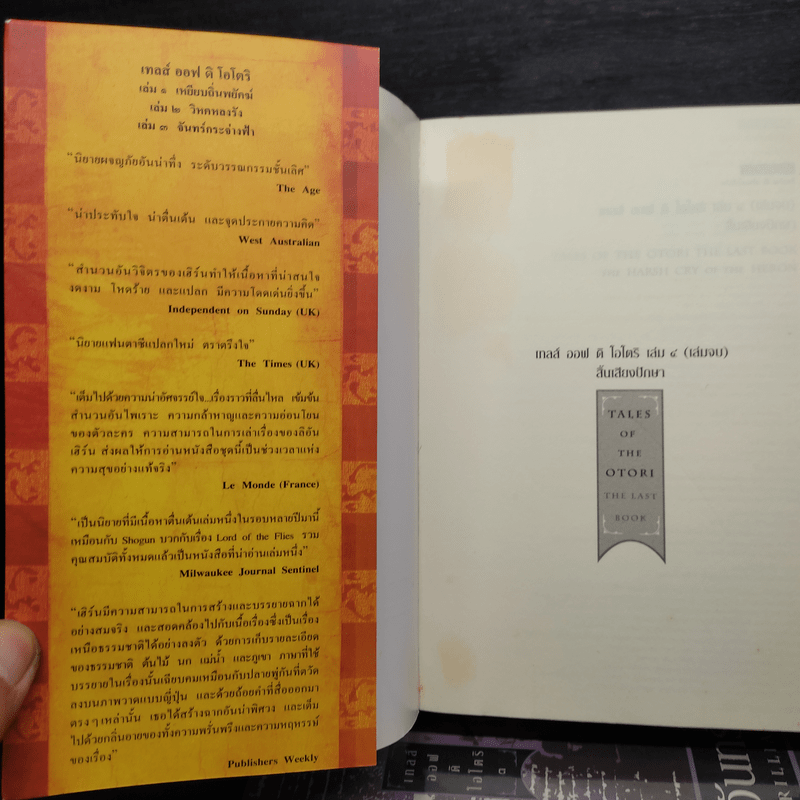 เทลส์ ออฟ ดิ โอโตริ
เล่ม ๑ เหยียบถิ่นพยัคฆ์
เล่ม ๒ วิหคหลงรัง
เล่ม ๓ จันทร์กระจ่างฟ้า
“นิยายผจญภัยอันน่าทึ่ง ระดับวรรณกรรมชั้นเลิศ”
The Age
“น่าประทับใจ น่าตื่นเต้น และจุดประกายความคิด”
West Australian
“สำนวนอันวิจิตรของเฮิร์นทำให้เนื้อหาที่น่าสนใจ
งดงาม โหดร้าย และแปลก มีความโดดเด่นยิ่งขึ้น”
Independent on Sunday (UK)
“นิยายแฟนตาซีแปลกใหม่ ตราตรึงใจ”
The Times (UK)
“เต็มไปด้วยความน่าอัศจรรย์ใจ...เรื่องราวที่ลื่นไหล เข้มข้น
สำนวนอันไพเราะ ความกล้าหาญและความอ่อนโยน
ของตัวละคร ความสามารถในการเล่าเรื่องของลิอัน
เฮิร์น ส่งผลให้การอ่านหนังสือชุดนี้เป็นช่วงเวลาแห่ง
ความสุขอย่างแท้จริง”
Le Monde (France)
“เป็นนิยายที่มีเนื้อหาตื่นเต้นเล่มหนึ่งในรอบหลายปีมานี้
เหมือนกับ Shogun บวกกับเรื่อง Lord of the Flies รวม
คุณสมบัติทั้งหมดแล้วเป็นหนังสือที่น่าอ่านเล่มหนึ่ง”
Milwaukee Journal Sentinel
“เฮิร์นมีความสามารถในการสร้างและบรรยายฉากได้
อย่างสมจริง และสอดคล้องไปกับเนื้อเรื่องซึ่งเป็นเรื่อง
เหนือธรรมชาติได้อย่างลงตัว ด้วยการเก็บรายละเอียด
ของธรรมชาติ ต้นไม้ นก แม่น้ำ และภูเขา ภาษาที่ใช้
บรรยายในเรื่องนั้นเฉียบคมเหมือนกับปลายพู่กันที่ตวัด
ลงบนภาพวาดแบบญี่ปุ่น และด้วยถ้อยคำที่สื่อออกมา
ตรงๆเหล่านั้น เธอได้สร้างฉากอันน่าพิศวง และเต็ม
ไปด้วยกลิ่นอายของทั้งความพรั่นพรึงและความหฤหรรษ์
ของเรื่อง”
Publishers Weekly
เทลส์ ออฟ ดิ โอโตริ เล่ม ๔ (เล่มจบ)
สิ้นเสียงปักษา
TALES
OF
THE
OTORI
THE LAST
BOOK
เทลส์
ออฟ
ดิ
โอโตริ